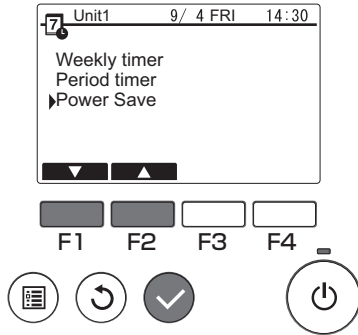 7 Unit1 9/ 4 FRI 14:30
Weekly timer
Period timer
Power Save
F1 F2 F3 F4